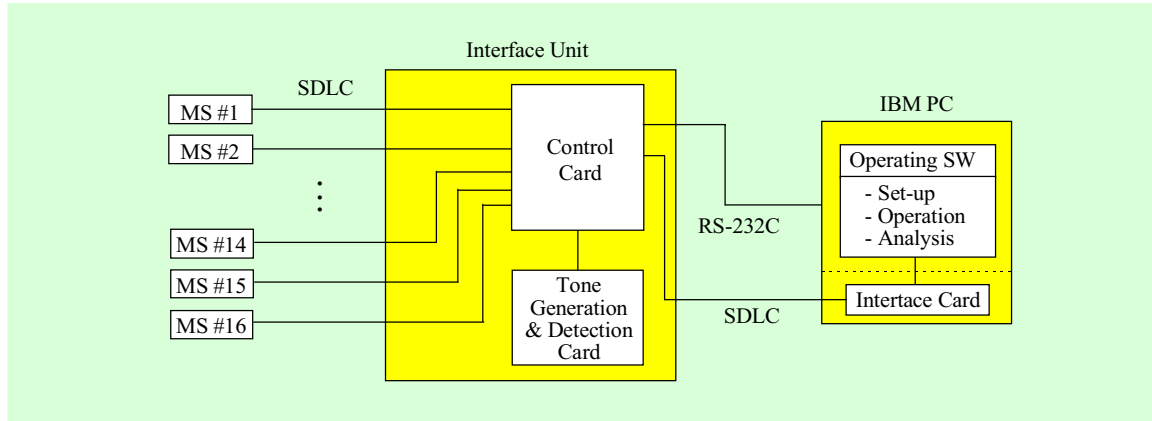 Interface Unit
SDLC
IBM PC
MS #1
MS #2
⋮
MS #14
MS #15
MS #16
Control
Card
Tone
Generation
& Detection
Card
RS-232C
SDLC
Operating SW
- Set-up
- Operation
- Analysis
Intertace Card